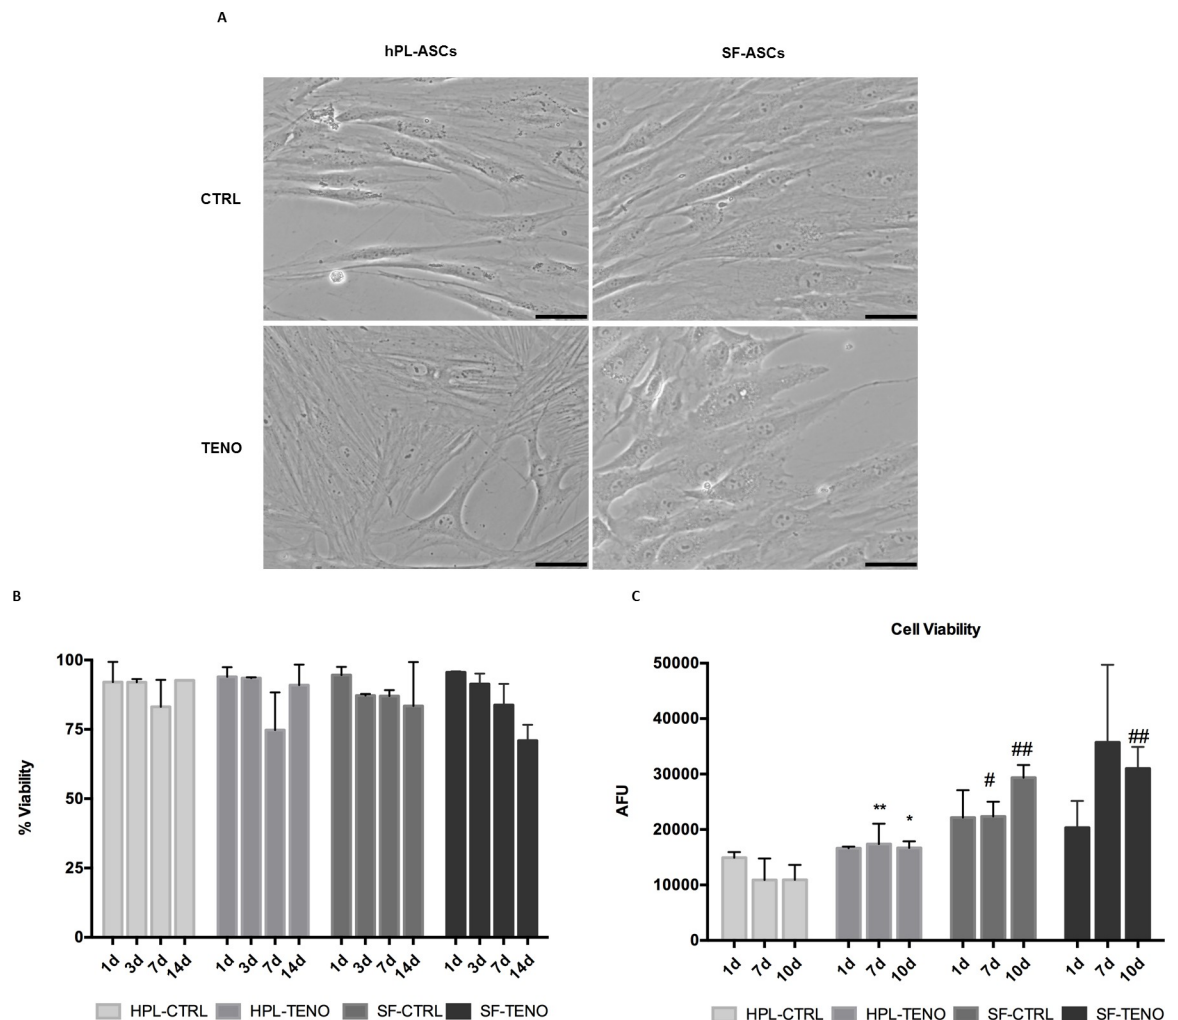 A
hPL-ASCs SF-ASCs
CTRL
TENO
B
C
Cell Viability
% Viability
100
75
50
25
0
1d 3d 7d 14d 1d 3d 7d 14d 1d 3d 7d 14d 1d 3d 7d 14d
HPL-CTRL HPL-TENO SF-CTRL SF-TENO
AFU
50000
40000
30000
20000
10000
0
** * # ## ##
1d 7d 10d 1d 7d 10d 1d 7d 10d 1d 7d 10d
HPL-CTRL HPL-TENO SF-CTRL SF-TENO